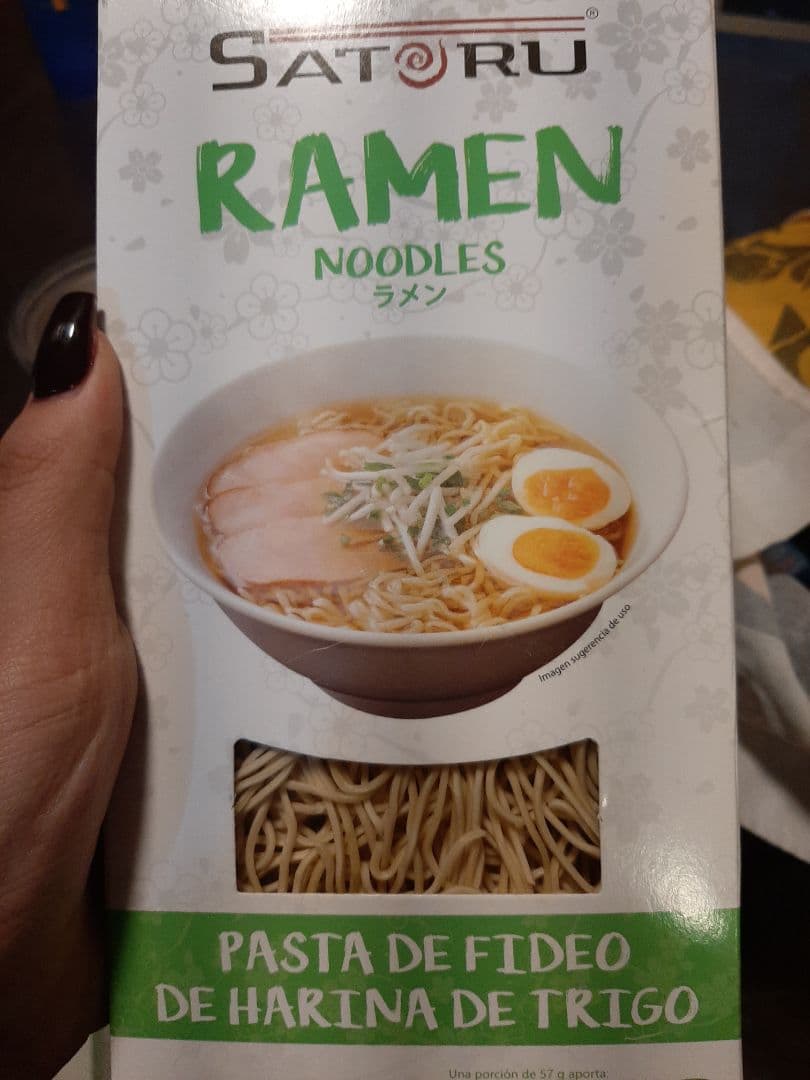 SATORU®
RAMEN
NOODLES
ラメン
Imagen sugerencia de uso
PASTA DE FIDEO
DE HARINA DE TRIGO
Una porción de 57 g aporta: